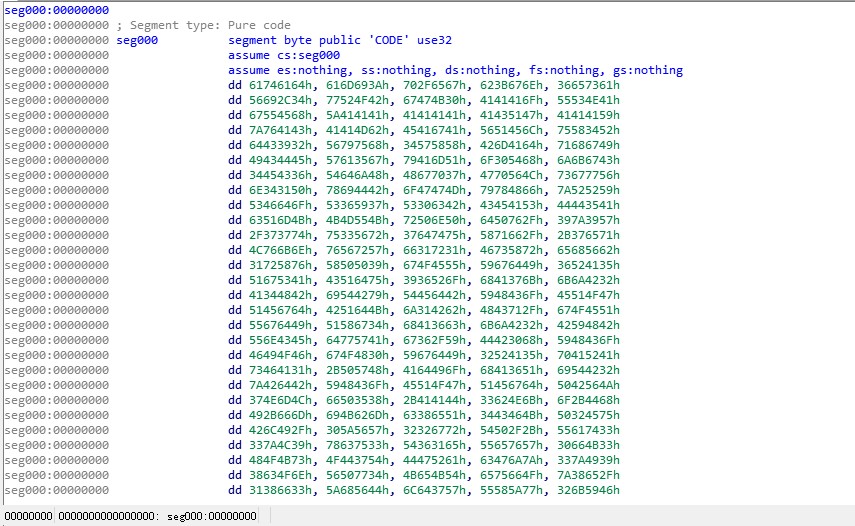 seg000:00000000
seg000:00000000 ; Segment type: Pure code
seg000:00000000 seg000 segment byte public 'CODE' use32
seg000:00000000 assume cs:seg000
seg000:00000000 assume es:nothing, ss:nothing, ds:nothing, fs:nothing, gs:nothing
seg000:00000000 dd 61746164h, 616D693Ah, 702F6567h, 623B676Eh, 36657361h
seg000:00000000 dd 56692C34h, 77524F42h, 67474B30h, 4141416Fh, 55534E41h
seg000:00000000 dd 67554568h, 5A414141h, 41414141h, 41435147h, 41414159h
seg000:00000000 dd 7A764143h, 41414D62h, 45416741h, 5651456Ch, 75583452h
seg000:00000000 dd 64433932h, 56797568h, 34575858h, 426D4164h, 71686749h
seg000:00000000 dd 49434445h, 57613567h, 79416D51h, 6F305468h, 6A6B6743h
seg000:00000000 dd 34454336h, 54646A48h, 48677037h, 4770564Ch, 73677756h
seg000:00000000 dd 6E343150h, 78694442h, 6F47474Dh, 79784866h, 7A525259h
seg000:00000000 dd 5346646Fh, 53365937h, 53306342h, 43454153h, 44443541h
seg000:00000000 dd 63516D4Bh, 4B4D554Bh, 72506E50h, 6450762Fh, 397A3957h
seg000:00000000 dd 2F373774h, 75335672h, 37647475h, 5871662Fh, 2B376571h
seg000:00000000 dd 4C766B6Eh, 76567257h, 66317231h, 46735872h, 65685662h
seg000:00000000 dd 31725876h, 58505039h, 674F4555h, 59676449h, 36524135h
seg000:00000000 dd 51675341h, 43516475h, 3936526Fh, 6841376Bh, 6B6A4232h
seg000:00000000 dd 41344842h, 69544279h, 54456442h, 5948436Fh, 45514F47h
seg000:00000000 dd 51456764h, 4251644Bh, 6A314262h, 4843712Fh, 674F4551h
seg000:00000000 dd 55676449h, 51586734h, 68413663h, 6B6A4232h, 42594842h
seg000:00000000 dd 556E4345h, 64775741h, 67362F59h, 44423068h, 5948436Fh
seg000:00000000 dd 46494F46h, 674F4830h, 59676449h, 32524135h, 70415241h
seg000:00000000 dd 73464131h, 2B505748h, 4164496Fh, 68413651h, 69544232h
seg000:00000000 dd 7A426442h, 5948436Fh, 45514F47h, 51456764h, 5042564Ah
seg000:00000000 dd 374E6D4Ch, 66503538h, 2B414144h, 33624E6Bh, 6F2B4468h
seg000:00000000 dd 492B666Dh, 694B626Dh, 63386551h, 3443464Bh, 50324575h
seg000:00000000 dd 426C492Fh, 305A5657h, 32326772h, 54502F2Bh, 55617433h
seg000:00000000 dd 337A4C39h, 78637533h, 54363165h, 55657657h, 30664B33h
seg000:00000000 dd 484F4B73h, 4F443754h, 44475261h, 63476A7Ah, 337A4939h
seg000:00000000 dd 38634F6Eh, 56507734h, 4B654B54h, 6575664Fh, 7A38652Fh
seg000:00000000 dd 31386633h, 5A685644h, 6C643757h, 55585A77h, 326B5946h
00000000 0000000000000000: seg000:00000000